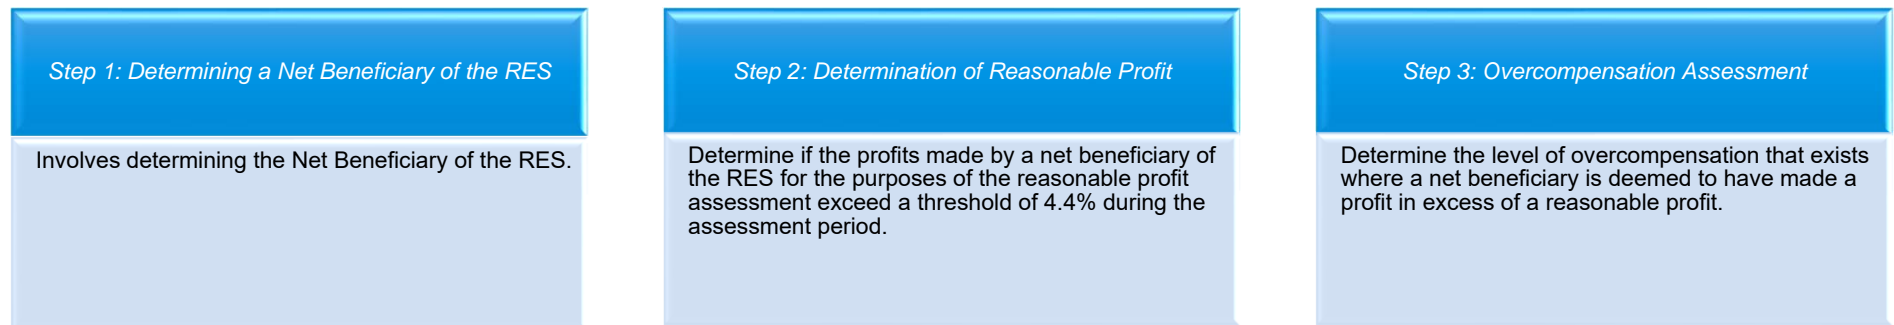 Step 1: Determining a Net Beneficiary of the RES
Involves determining the Net Beneficiary of the RES.
Step 2: Determination of Reasonable Profit
Determine if the profits made by a net beneficiary of
the RES for the purposes of the reasonable profit
assessment exceed a threshold of 4.4% during the
assessment period.
Step 3: Overcompensation Assessment
Determine the level of overcompensation that exists
where a net beneficiary is deemed to have made a
profit in excess of a reasonable profit.